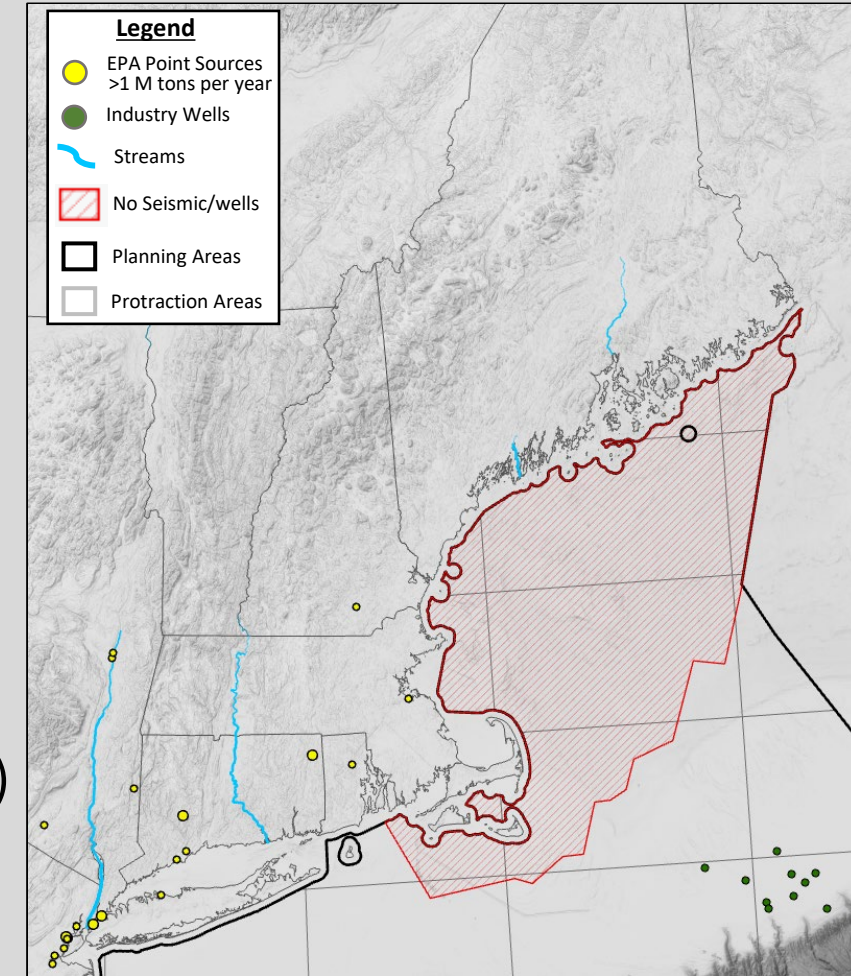 Legend
EPA Point Sources
>1 M tons per year
Industry Wells
Streams
No Seismic/wells
Planning Areas
Protraction Areas
)